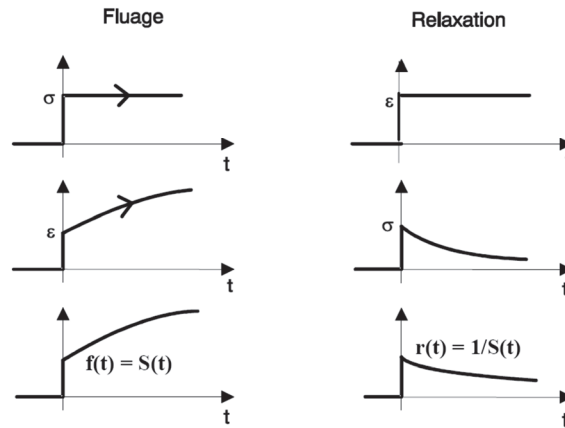 Fluage
σ
t
ε
t
f(t) = S(t)
t
Relaxation
ε
t
σ
t
r(t) = 1/S(t)
t